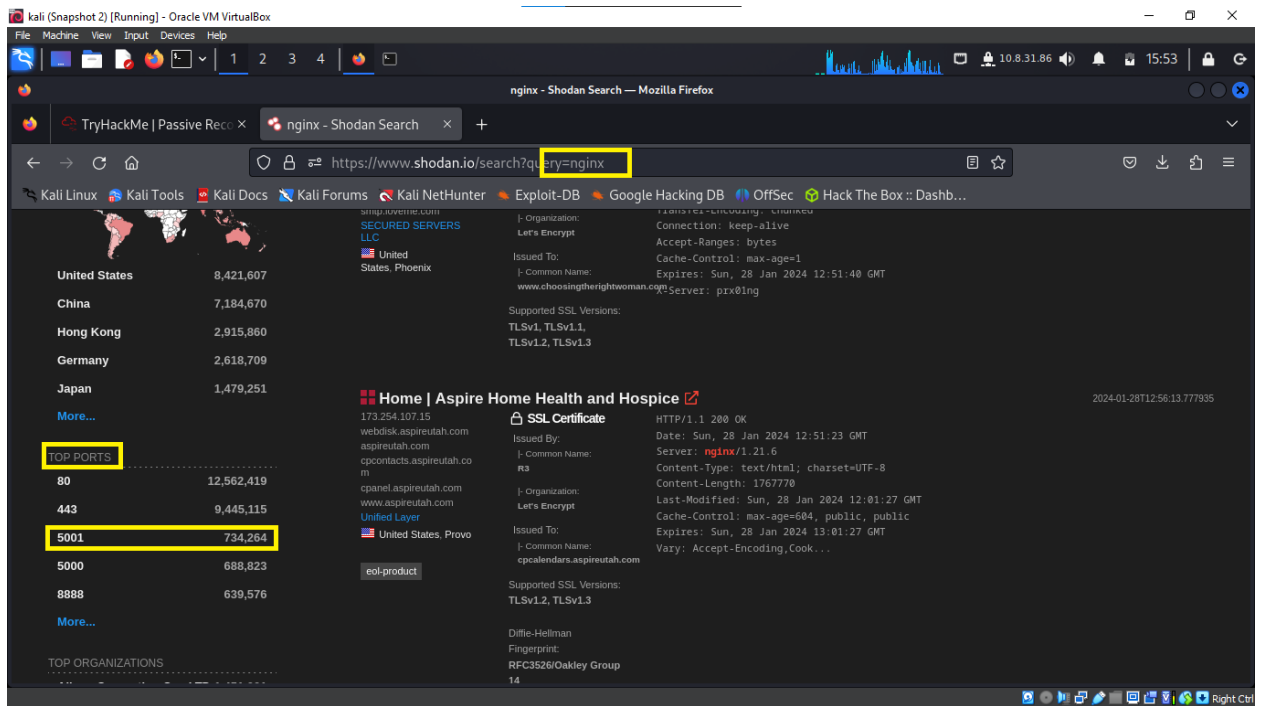 kali (Snapshot 2) [Running] - Oracle VM VirtualBox
File Machine View Input Devices Help
1 2 3 4
10.8.31.86
15:53
nginx - Shodan Search — Mozilla Firefox
TryHackMe | Passive Reco
nginx - Shodan Search
https://www.shodan.io/search?query=nginx
Kali Linux Kali Tools Kali Docs Kali Forums Kali NetHunter Exploit-DB Google Hacking DB OffSec Hack The Box :: Dashb...
United States 8,421,607
China 7,184,670
Hong Kong 2,915,860
Germany 2,618,709
Japan 1,479,251
More...
TOP PORTS
80 12,562,419
443 9,445,115
5001 734,264
5000 688,823
8888 639,576
More...
TOP ORGANIZATIONS
smtp.loveme.com
SECURED SERVERS
LLC
United
States, Phoenix
|- Organization:
Let's Encrypt
Issued To:
|- Common Name:
www.choosingtherightwoman.com
Supported SSL Versions:
TLSv1, TLSv1.1,
TLSv1.2, TLSv1.3
Transfer-Encoding: chunked
Connection: keep-alive
Accept-Ranges: bytes
Cache-Control: max-age=1
Expires: Sun, 28 Jan 2024 12:51:40 GMT
X-Server: prx01ng
Home | Aspire Home Health and Hospice
2024-01-28T12:56:13.777935
173.254.107.15
webdisk.aspireutah.com
aspireutah.com
cpcontacts.aspireutah.co
m
cpanel.aspireutah.com
www.aspireutah.com
Unified Layer
United States, Provo
eol-product
SSL Certificate
Issued By:
|- Common Name:
R3
|- Organization:
Let's Encrypt
Issued To:
|- Common Name:
cpcalendars.aspireutah.com
Supported SSL Versions:
TLSv1.2, TLSv1.3
Diffie-Hellman
Fingerprint:
RFC3526/Oakley Group
14
HTTP/1.1 200 OK
Date: Sun, 28 Jan 2024 12:51:23 GMT
Server: nginx/1.21.6
Content-Type: text/html; charset=UTF-8
Content-Length: 1767770
Last-Modified: Sun, 28 Jan 2024 12:01:27 GMT
Cache-Control: max-age=604, public, public
Expires: Sun, 28 Jan 2024 13:01:27 GMT
Vary: Accept-Encoding,Cook...
Right Ctrl